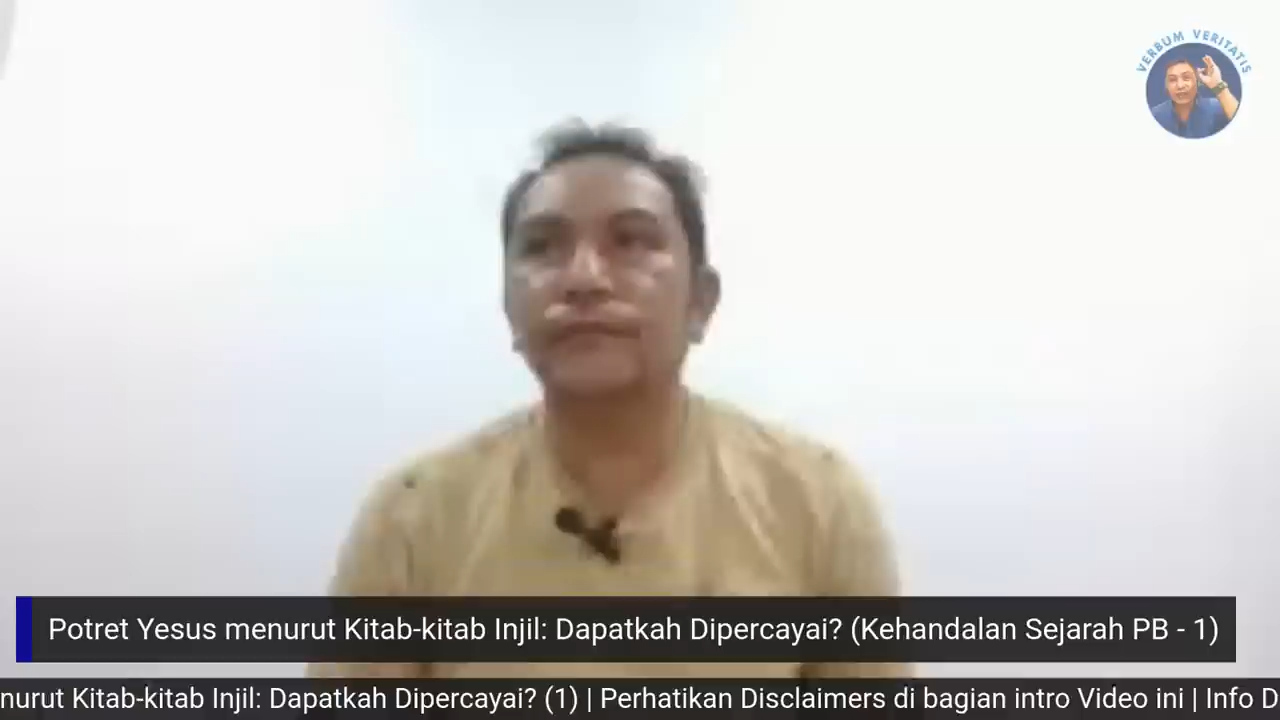 VERBUM VERITATIS
Potret Yesus menurut Kitab-kitab Injil: Dapatkah Dipercayai? (Kehandalan Sejarah PB - 1)
nurut Kitab-kitab Injil: Dapatkah Dipercayai? (1) | Perhatikan Disclaimers di bagian intro Video ini | Info D